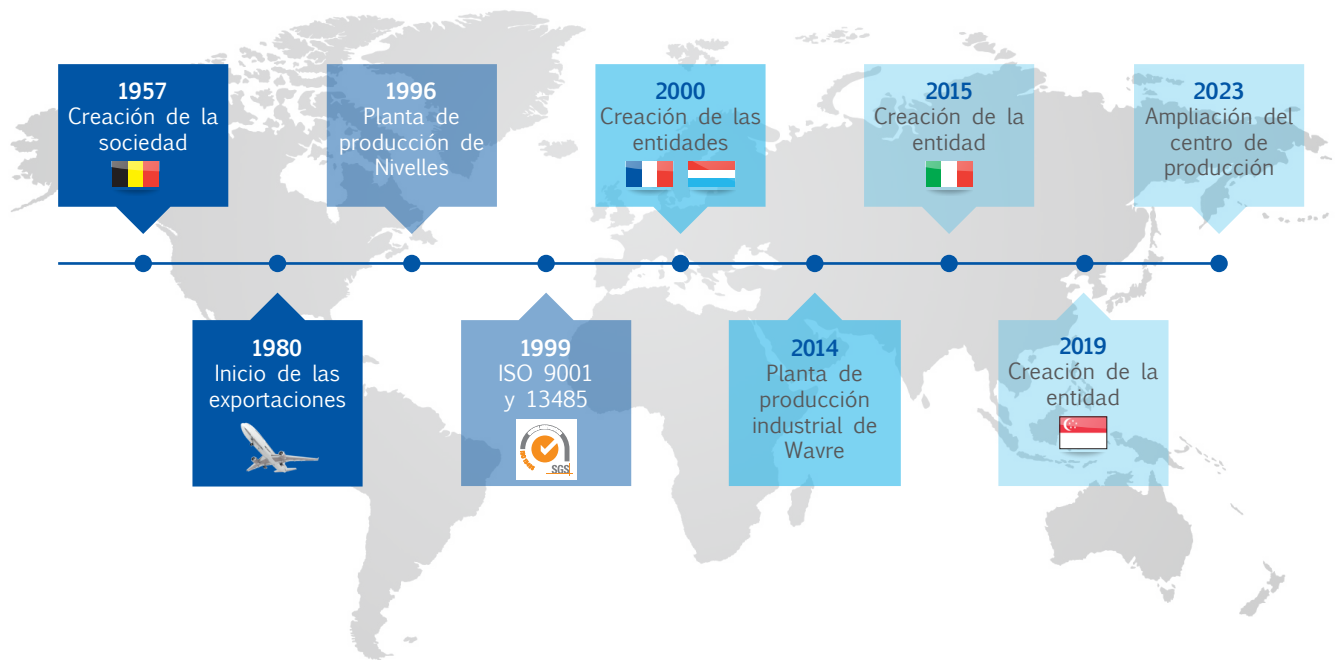 1957
Creación de la
sociedad
1980
Inicio de las
exportaciones
1996
Planta de
producción de
Nivelles
1999
ISO 9001
y 13485
SGS
2000
Creación de las
entidades
2014
Planta de
producción
industrial de
Wavre
2015
Creación de la
entidad
2019
Creación de la
entidad
2023
Ampliación del
centro de
producción